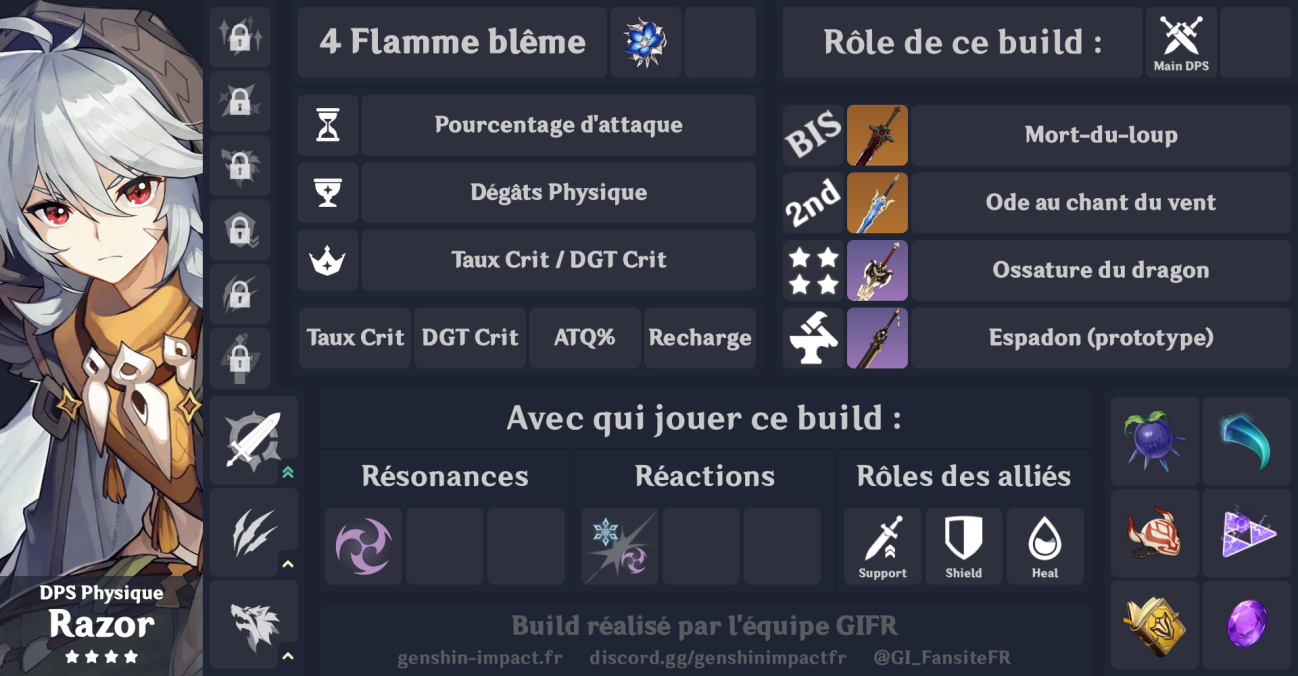 DPS Physique
Razor
4 Flamme blême
Pourcentage d'attaque
Dégâts Physique
Taux Crit / DGT Crit
Taux Crit
DGT Crit
ATQ%
Recharge
Rôle de ce build :
Main DPS
BIS
Mort-du-loup
2nd
Ode au chant du vent
Ossature du dragon
Espadon (prototype)
Avec qui jouer ce build :
Résonances
Réactions
Rôles des alliés
Support
Shield
Heal
Build réalisé par l'équipe GIFR
genshin-impact.fr discord.gg/genshinimpactfr @GI_FansiteFR